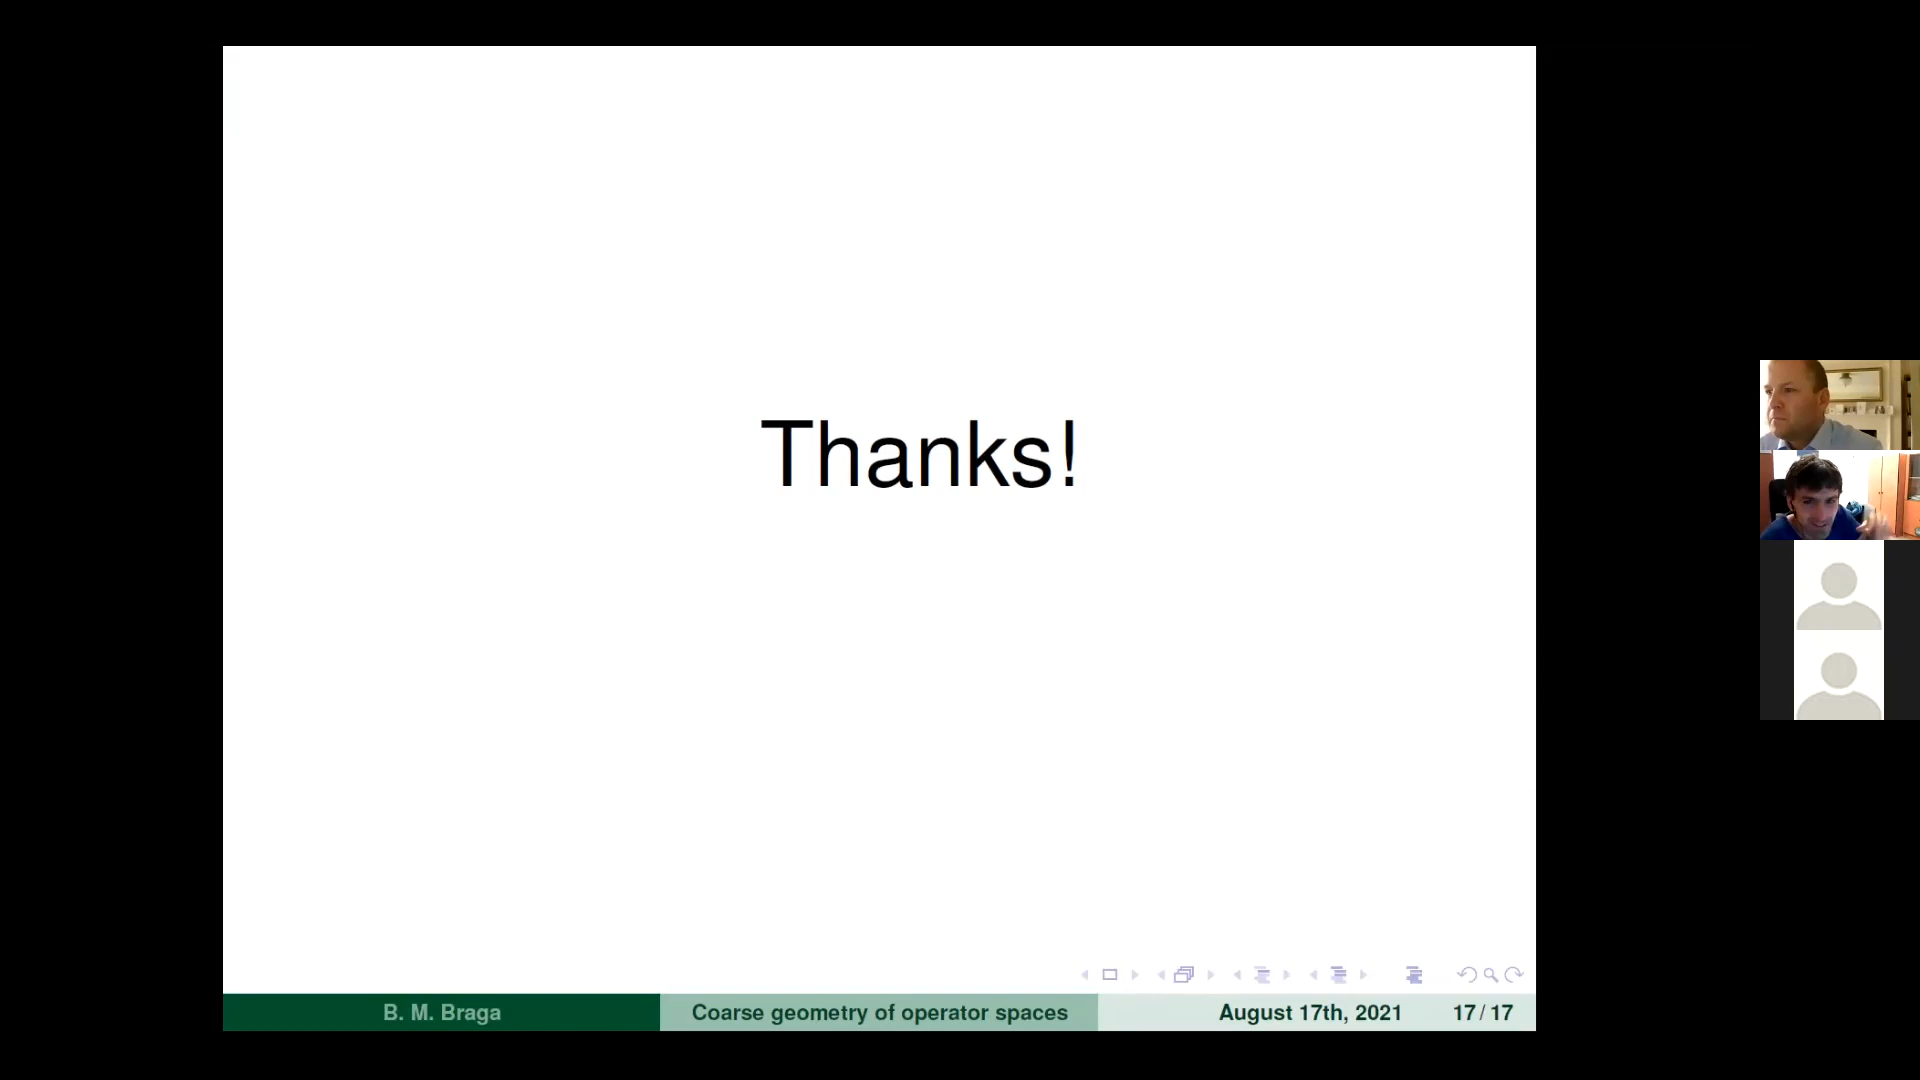 Thanks!
B. M. Braga
Coarse geometry of operator spaces
August 17th, 2021
17 / 17